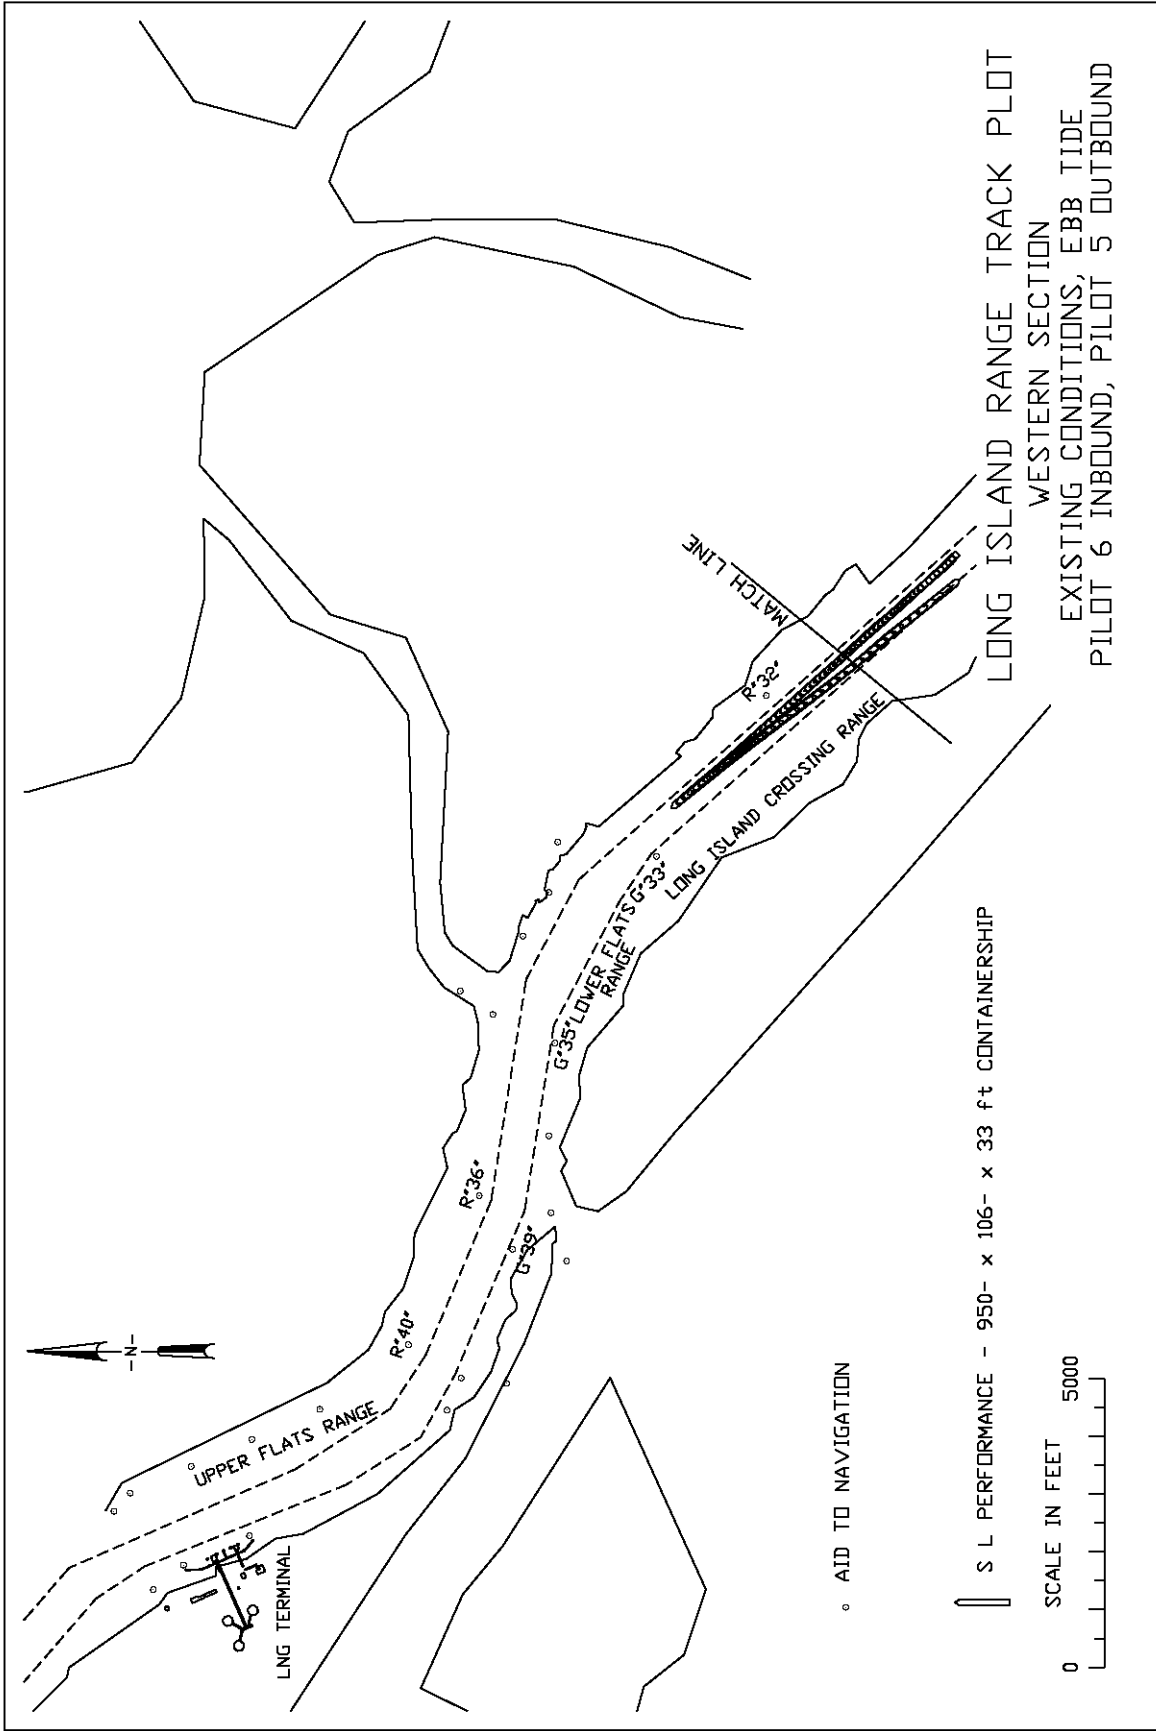 LONG ISLAND RANGE TRACK PLOT
WESTERN SECTION
EXISTING CONDITIONS, EBB TIDE
PILOT 6 INBOUND, PILOT 5 OUTBOUND
-N-
UPPER FLATS RANGE
LNG TERMINAL
R"40"
R"36"
G"39"
G"35"
LOWER FLATS
RANGE
G"33"
LONG ISLAND CROSSING RANGE
R"32"
MATCH LINE
AID TO NAVIGATION
S L PERFORMANCE - 950- x 106- x 33 ft CONTAINERSHIP
SCALE IN FEET
0 5000